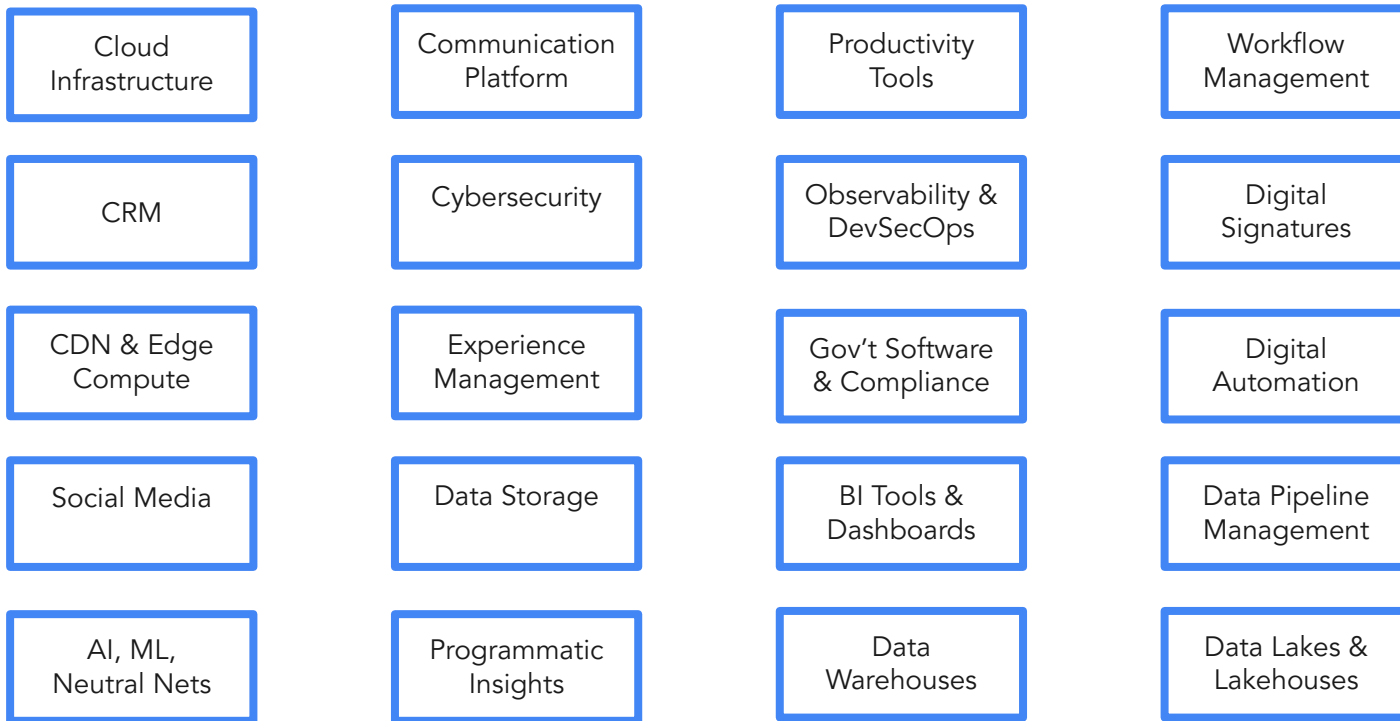 Cloud
Infrastructure
Communication
Platform
Productivity
Tools
Workflow
Management
CRM
Cybersecurity
Observability &
DevSecOps
Digital
Signatures
CDN & Edge
Compute
Experience
Management
Gov’t Software
& Compliance
Digital
Automation
Social Media
Data Storage
BI Tools &
Dashboards
Data Pipeline
Management
AI, ML,
Neutral Nets
Programmatic
Insights
Data
Warehouses
Data Lakes &
Lakehouses